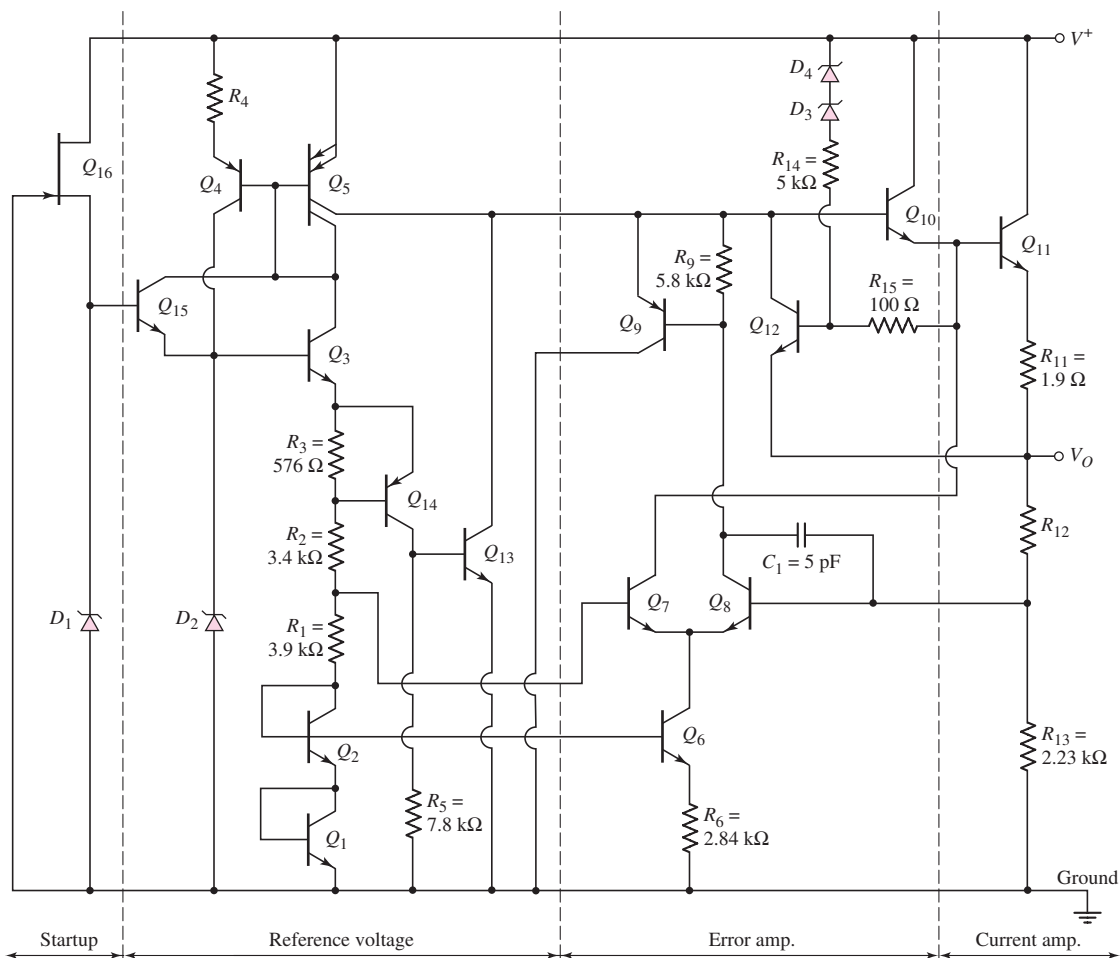 V+
D4
D3
R4
Q16
Q4
Q5
R14 =
5 kΩ
Q10
Q11
R9 =
5.8 kΩ
R15 =
100 Ω
Q15
Q9
Q12
Q3
R11 =
1.9 Ω
R3 =
576 Ω
VO
Q14
R12
R2 =
3.4 kΩ
Q13
C1 = 5 pF
Q7
Q8
D1
D2
R1 =
3.9 kΩ
Q2
Q6
R13 =
2.23 kΩ
R5 =
7.8 kΩ
R6 =
2.84 kΩ
Q1
Ground
Startup
Reference voltage
Error amp.
Current amp.